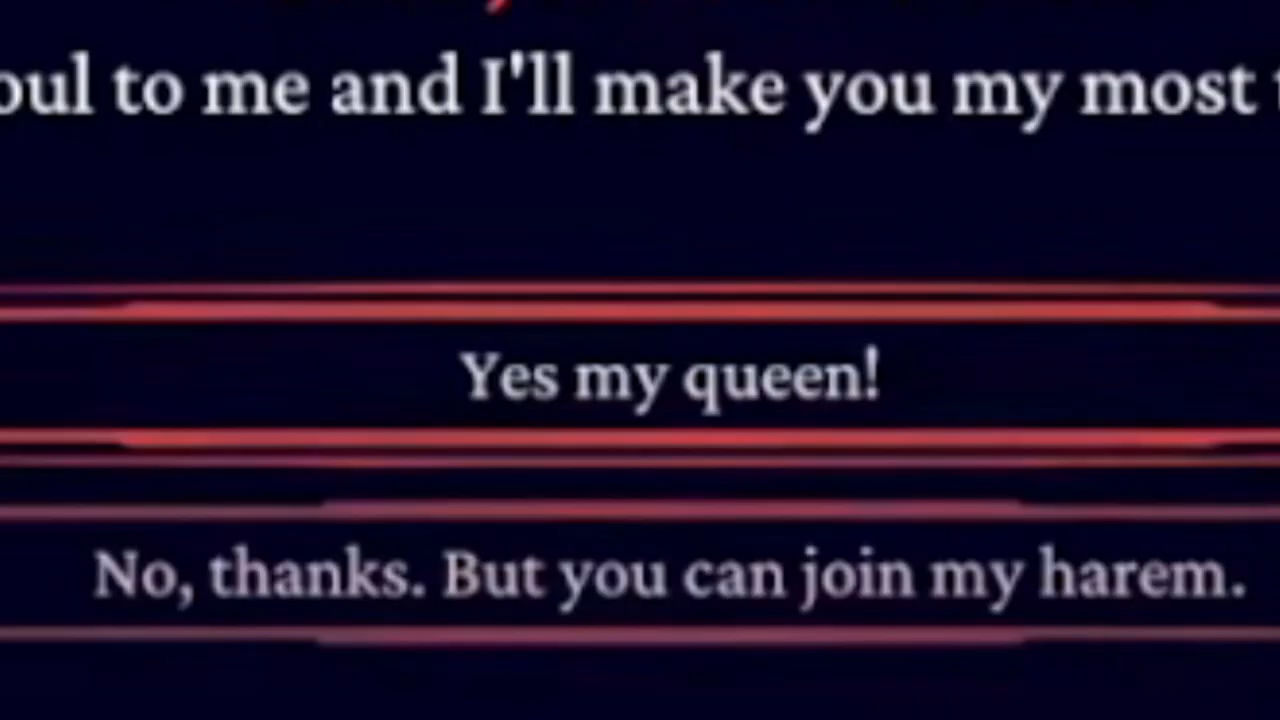 oul to me and I'll make you my most
Yes my queen!
No, thanks. But you can join my harem.